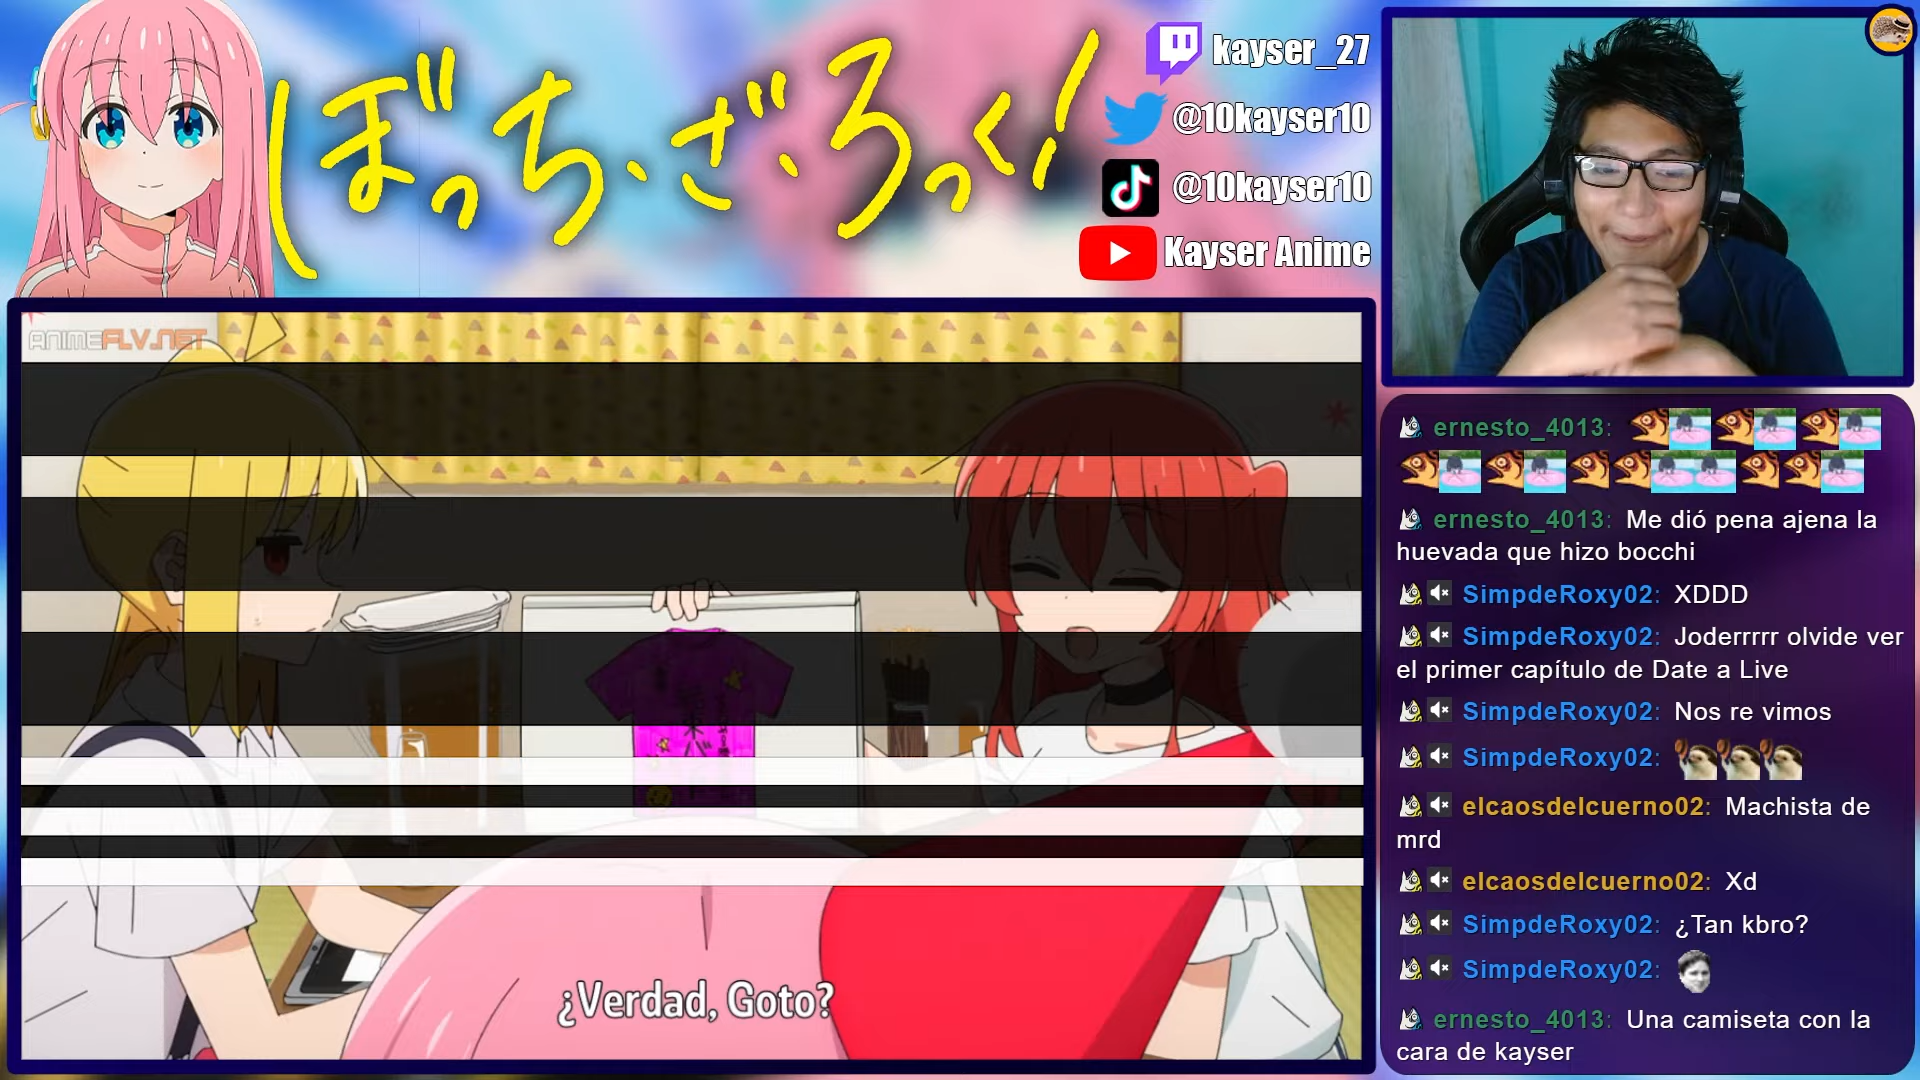 ぼっち・ざ・ろっく!
kayser_27
@10kayser10
@10kayser10
Kayser Anime
ANIMEFLV.NET
¿Verdad, Goto?
ernesto_4013:
ernesto_4013: Me dió pena ajena la
huevada que hizo bocchi
SimpdeRoxy02: XDDD
SimpdeRoxy02: Joderrrrr olvide ver
el primer capítulo de Date a Live
SimpdeRoxy02: Nos re vimos
SimpdeRoxy02:
elcaosdelcuerno02: Machista de
mrd
elcaosdelcuerno02: Xd
SimpdeRoxy02: ¿Tan kbro?
SimpdeRoxy02:
ernesto_4013: Una camiseta con la
cara de kayser